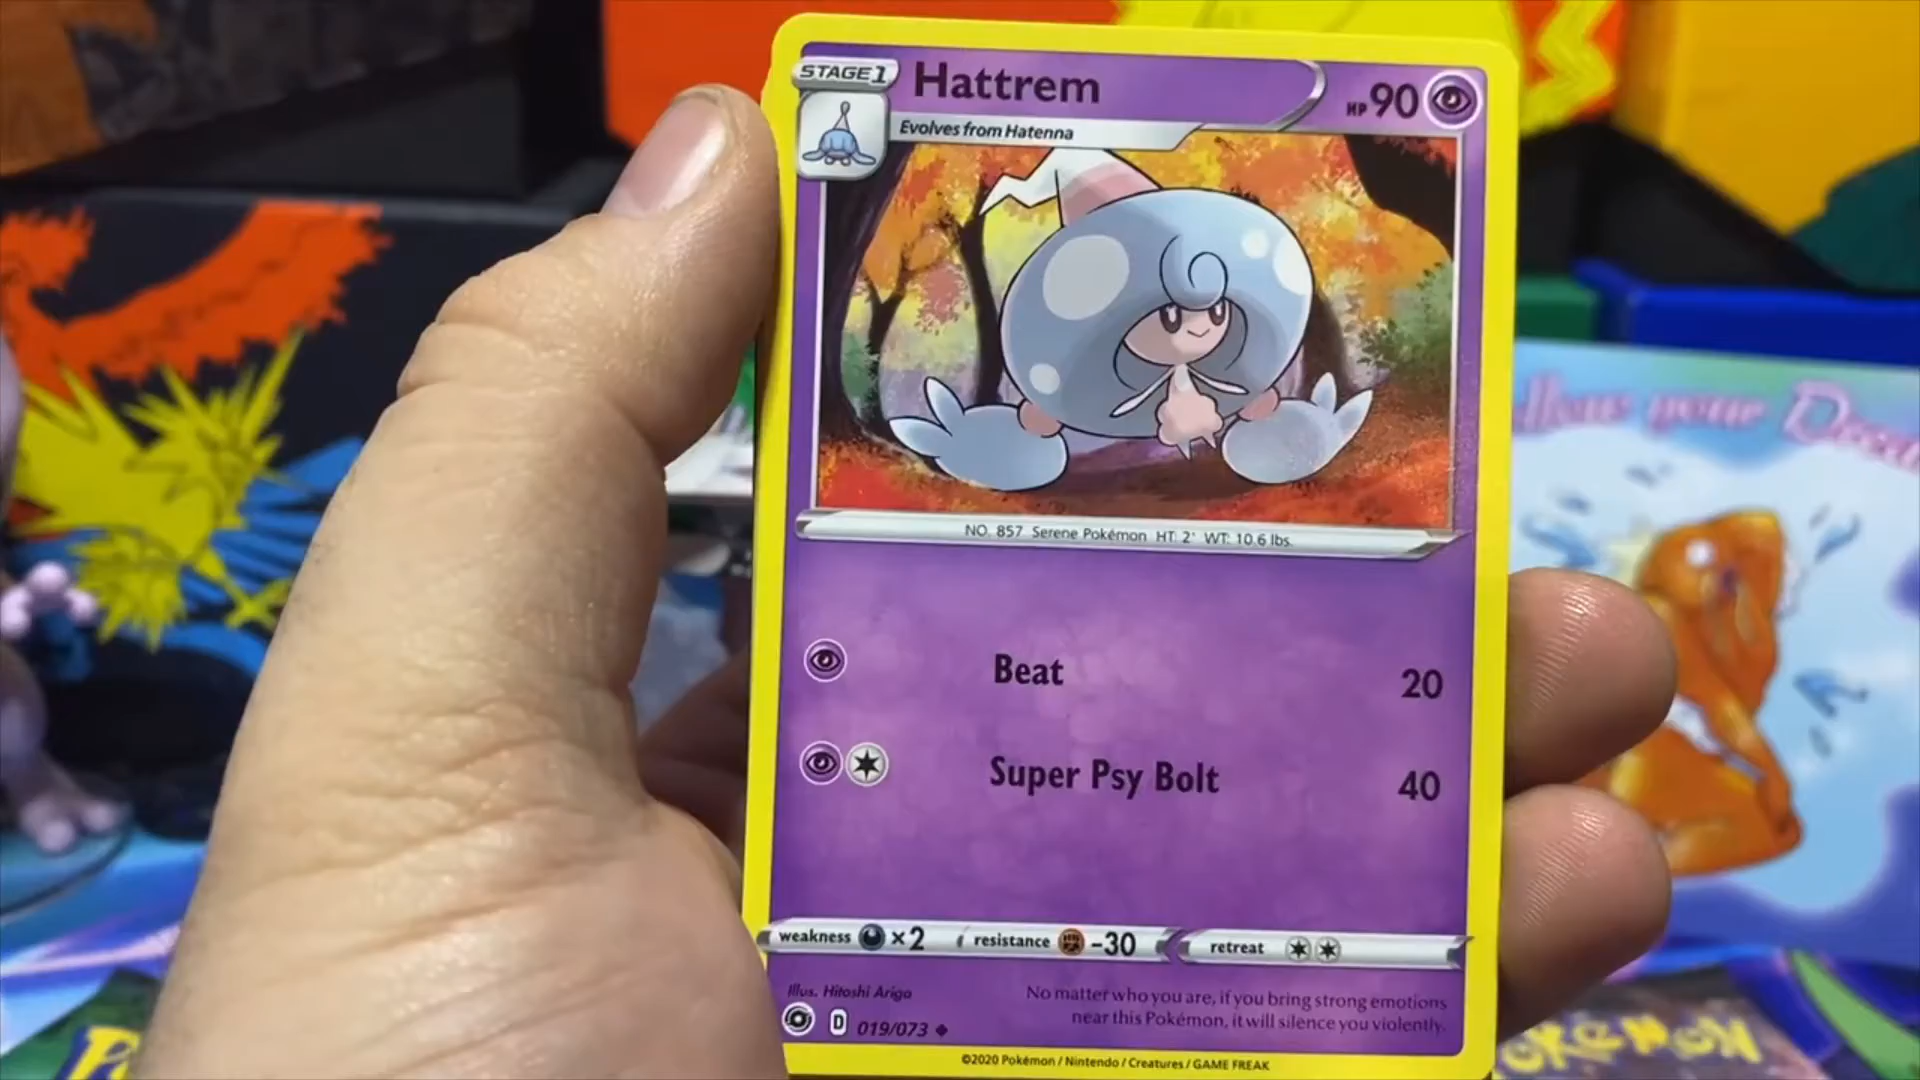 STAGE 1
Hattrem
HP 90
Evolves from Hatenna
NO. 857 Serene Pokémon HT: 2' WT: 10.6 lbs.
Beat 20
Super Psy Bolt 40
weakness ×2 resistance -30 retreat
Illus. Hitoshi Ariga
No matter who you are, if you bring strong emotions
near this Pokémon, it will silence you violently.
D 019/073
©2020 Pokémon / Nintendo / Creatures / GAME FREAK
your